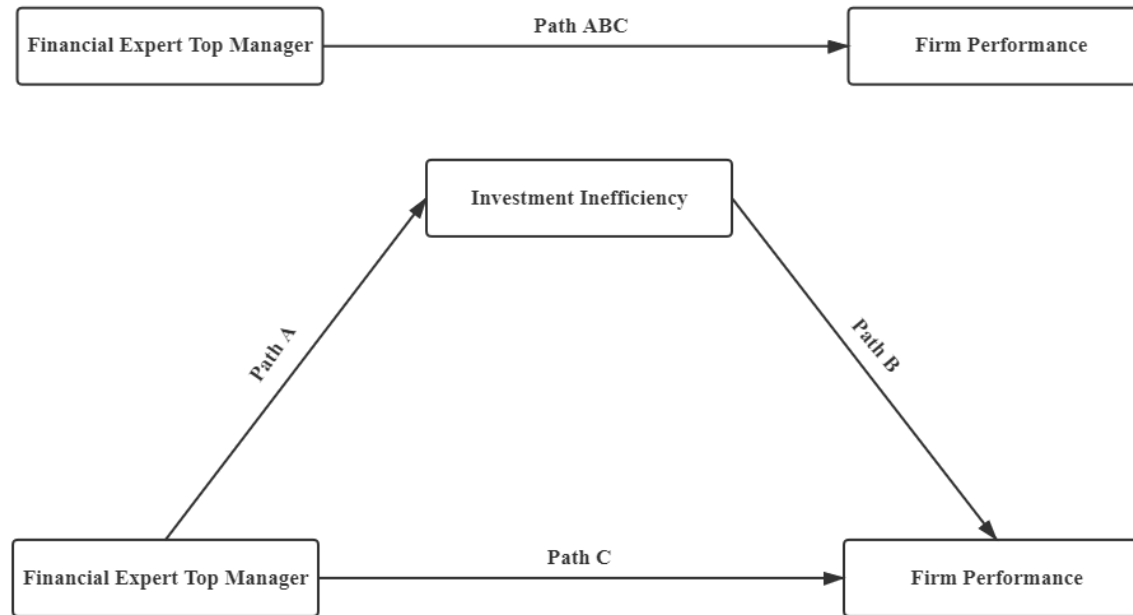 Path ABC
Financial Expert Top Manager
Firm Performance
Investment Inefficiency
Path A
Path B
Path C
Financial Expert Top Manager
Firm Performance